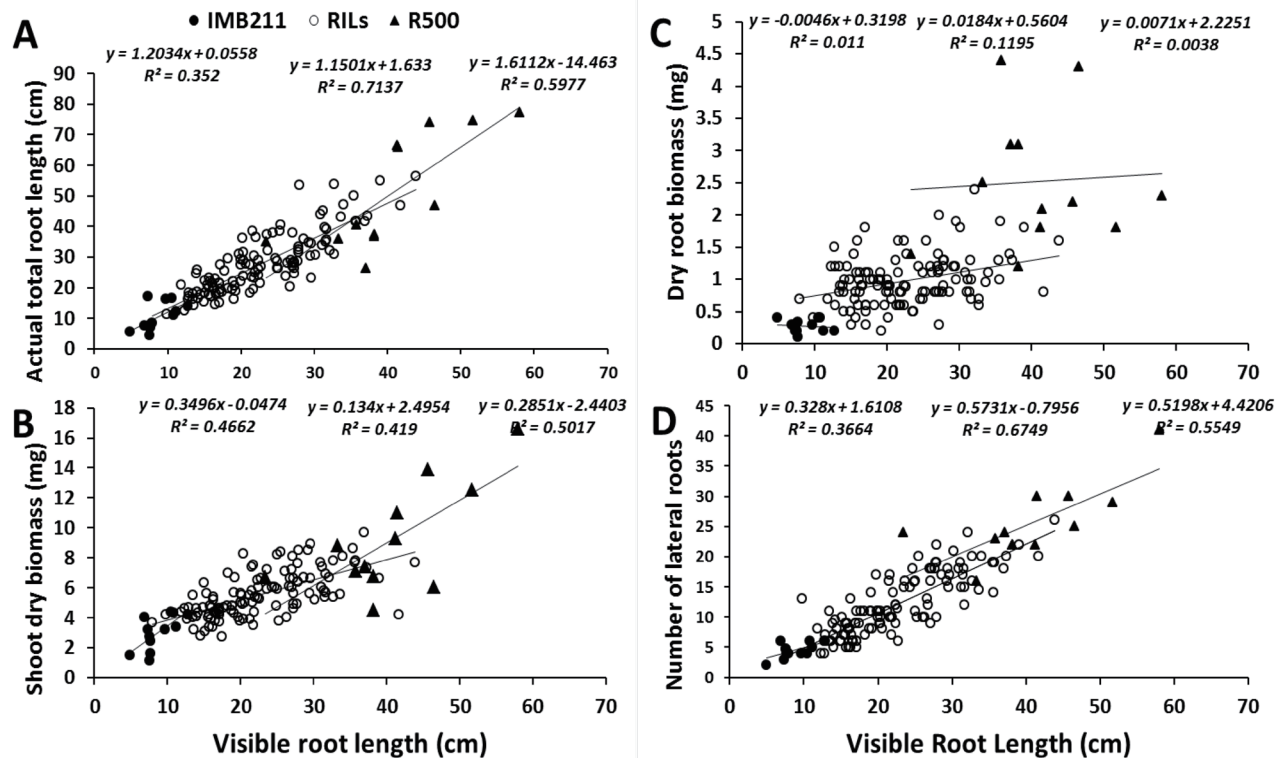 IMB211 RILs R500
A
y = 1.2034x+0.0558
R² = 0.352
y = 1.1501x+1.633
R² = 0.7137
y = 1.6112x-14.463
R² = 0.5977
Actual total root length (cm)
90
80
70
60
50
40
30
20
10
0
0 10 20 30 40 50 60 70
B
y = 0.3496x-0.0474
R² = 0.4662
y = 0.134x+2.4954
R² = 0.419
y = 0.2851x-2.4403
R² = 0.5017
Shoot dry biomass (mg)
18
16
14
12
10
8
6
4
2
0
0 10 20 30 40 50 60 70
Visible root length (cm)
C
y = -0.0046x+0.3198
R² = 0.011
y = 0.0184x+0.5604
R² = 0.1195
y = 0.0071x+2.2251
R² = 0.0038
Dry root biomass (mg)
5
4.5
4
3.5
3
2.5
2
1.5
1
0.5
0
0 10 20 30 40 50 60 70
D
y = 0.328x+1.6108
R² = 0.3664
y = 0.5731x-0.7956
R² = 0.6749
y = 0.5198x+4.4206
R² = 0.5549
Number of lateral roots
45
40
35
30
25
20
15
10
5
0
0 10 20 30 40 50 60 70
Visible Root Length (cm)